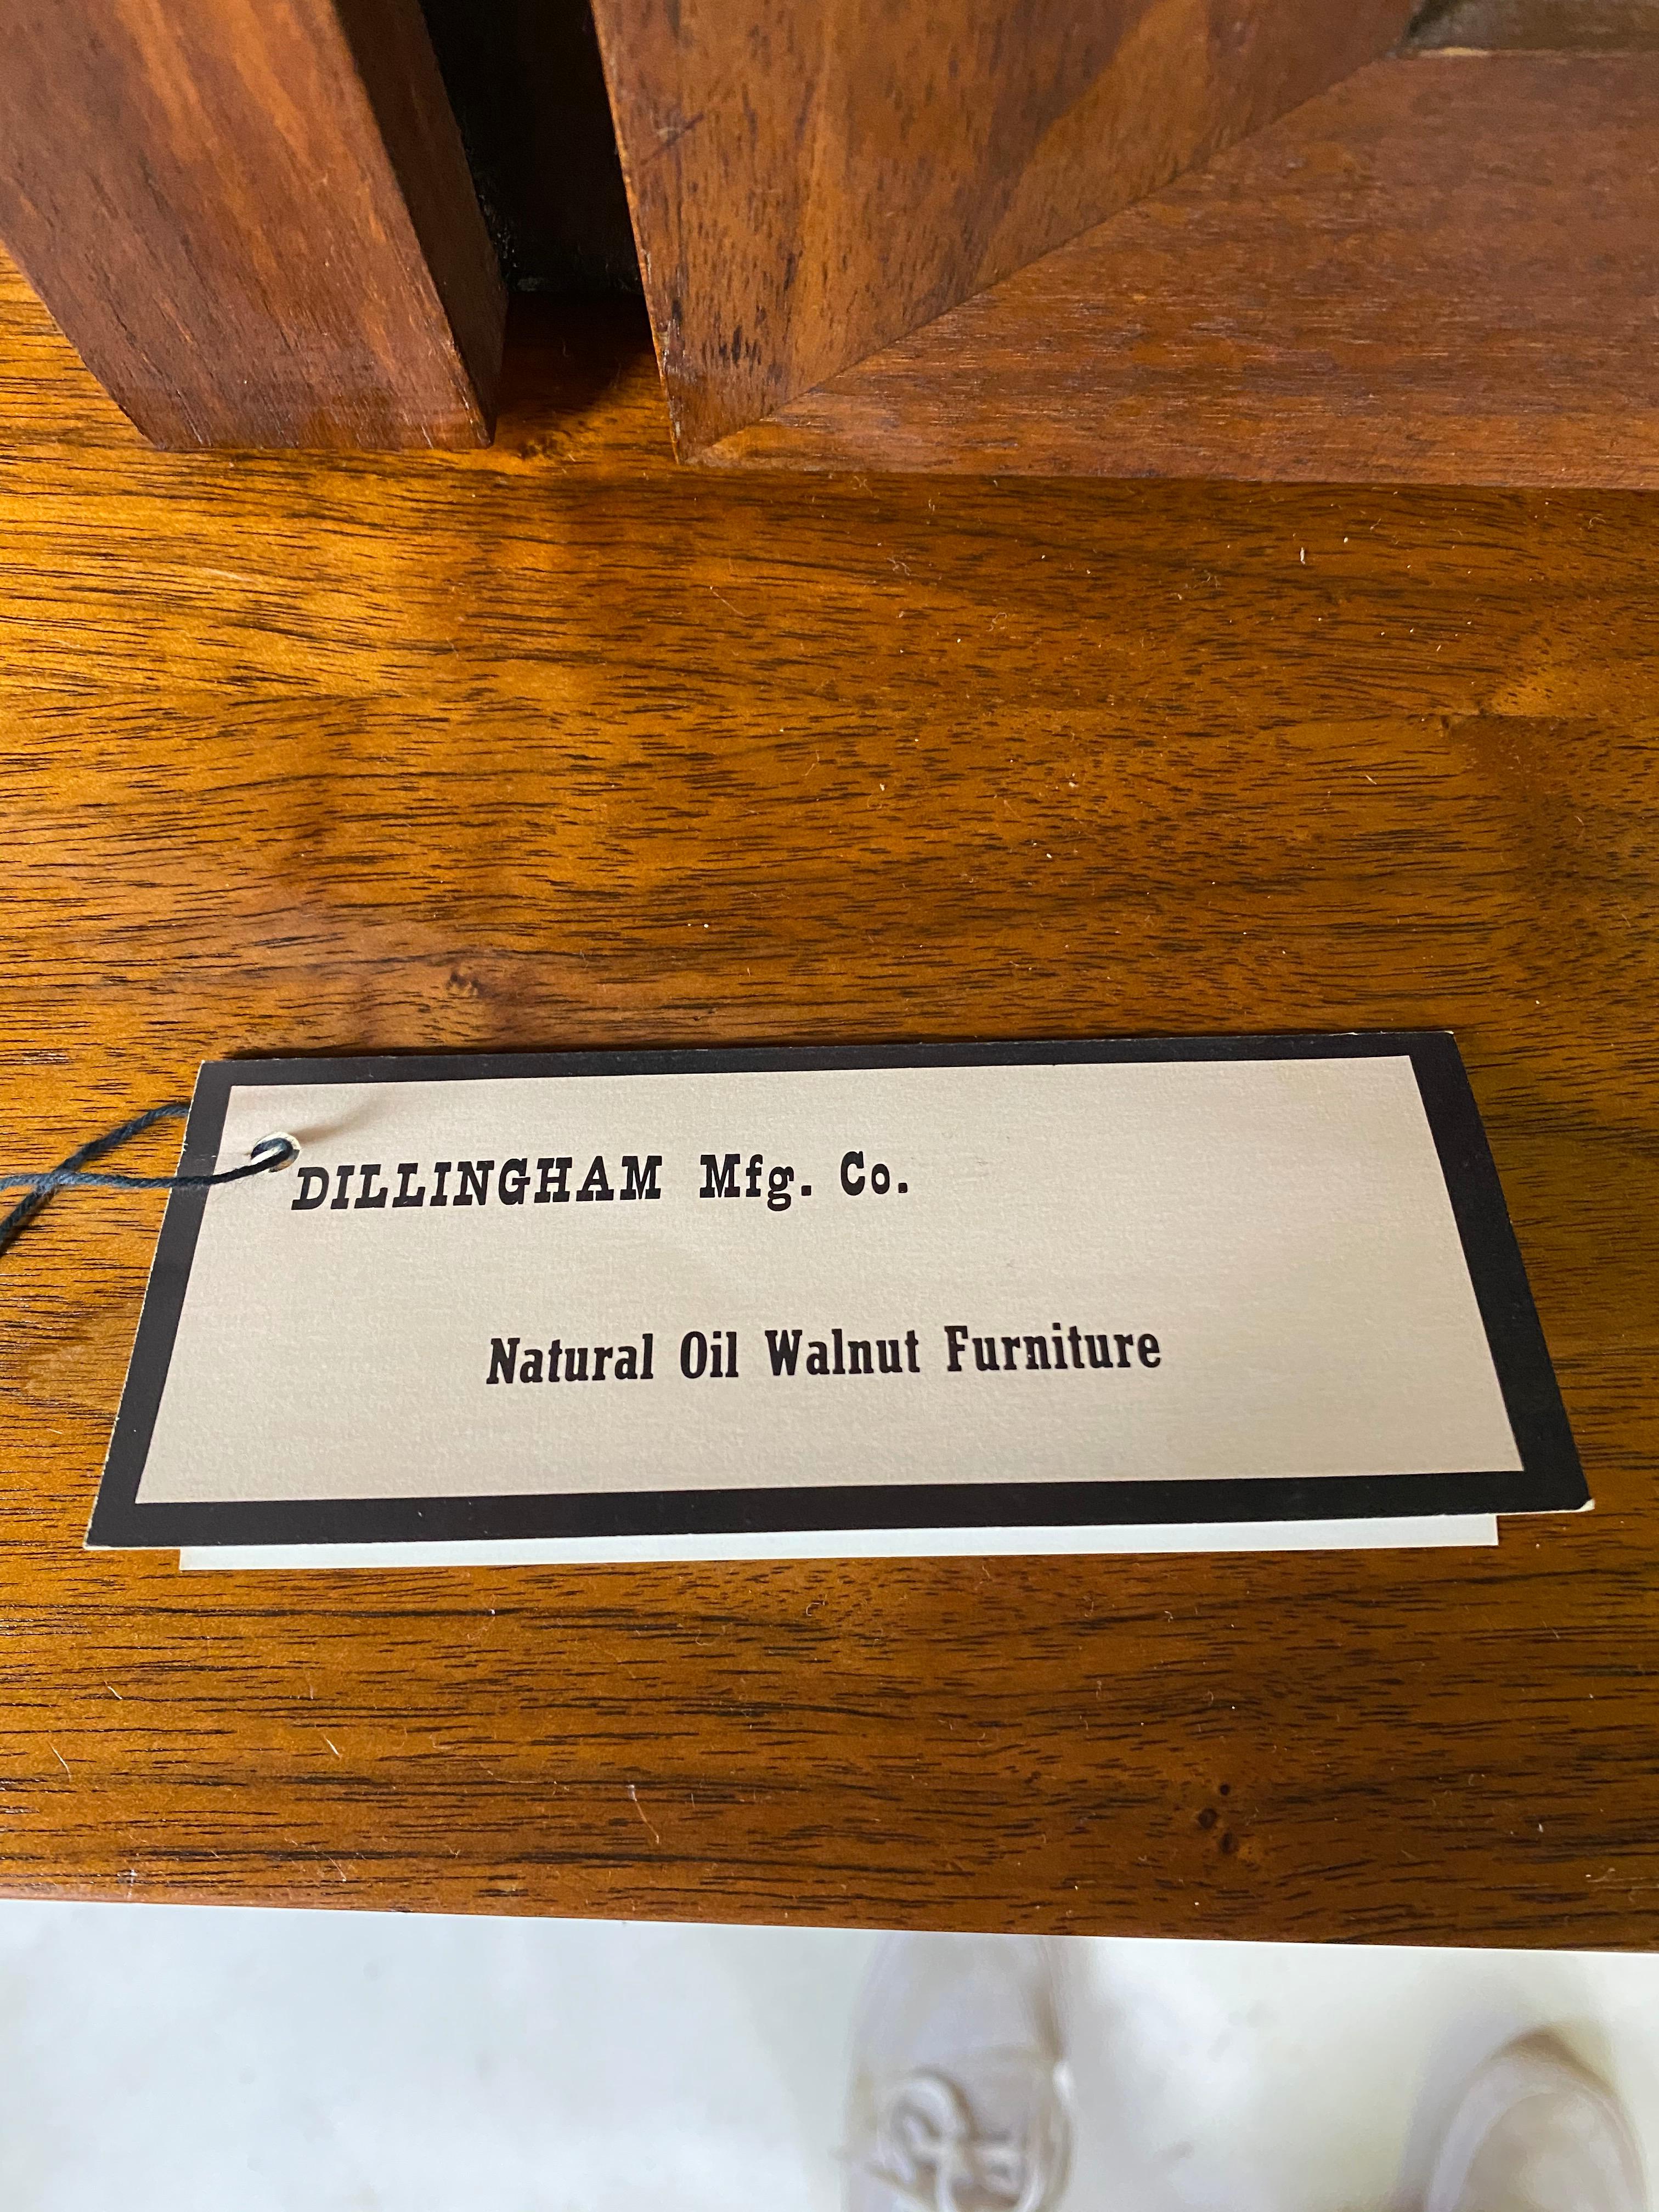 DILLINGHAM Mfg. Co.
Natural Oil Walnut Furniture